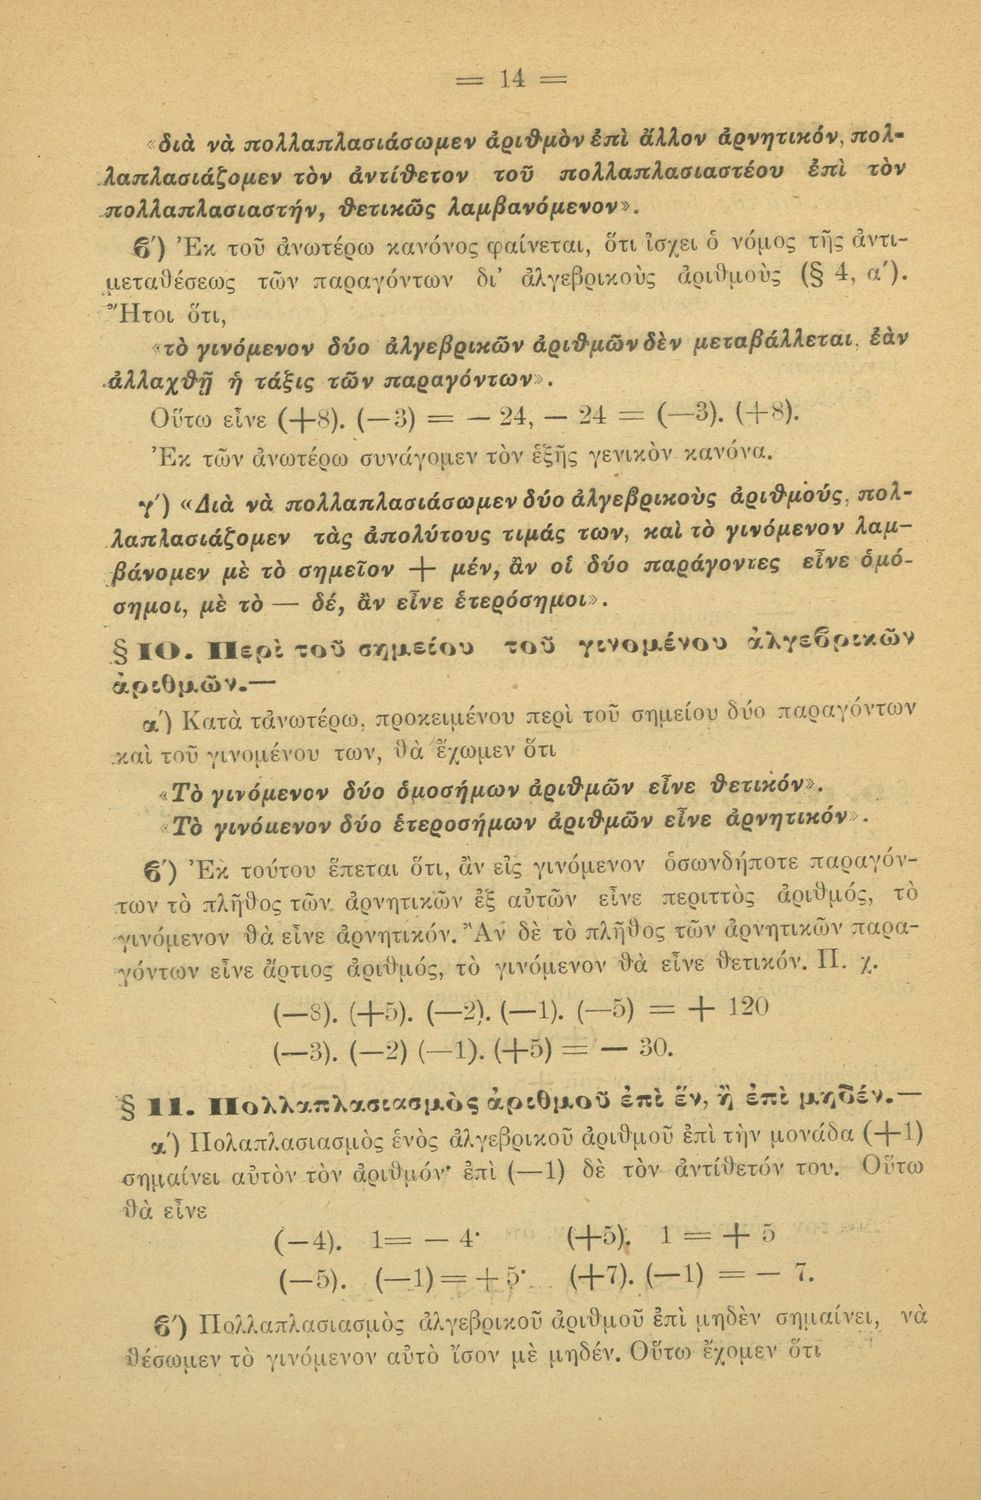 = 14 =
«διὰ νὰ πολλαπλασιάσωμεν ἀριθμὸν ἐπὶ ἄλλον ἀρνητικόν, πολ-
λαπλασιάζομεν τὸν ἀντίθετον τοῦ πολλαπλασιαστέου ἐπὶ τὸν
πολλαπλασιαστήν, θετικῶς λαμβανόμενον».
ϐ′) Ἐκ τοῦ ἀνωτέρω κανόνος φαίνεται, ὅτι ἰσχει ὁ νόμος τῆς ἀντι-
μεταθέσεως τῶν παραγόντων δι’ ἀλγεβρικοὺς ἀριθμοὺς (§ 4, α′).
Ἤτοι ὅτι,
«τὸ γινόμενον δύο ἀλγεβρικῶν ἀριθμῶν δὲν μεταβάλλεται, ἐὰν
ἀλλαχθῇ ἡ τάξις τῶν παραγόντων».
Οὕτω εἶνε (+8). (—3) = — 24, — 24 = (—3). (+8).
Ἐκ τῶν ἀνωτέρω συνάγομεν τὸν ἑξῆς γενικὸν κανόνα.
γ′) «Διὰ νὰ πολλαπλασιάσωμεν δύο ἀλγεβρικοὺς ἀριθμούς, πολ-
λαπλασιάζομεν τὰς ἀπολύτους τιμάς των, καὶ τὸ γινόμενον λαμ-
βάνομεν μὲ τὸ σημεῖον + μέν, ἂν οἱ δύο παράγοντες εἶνε ὁμό-
σημοι, μὲ τὸ — δέ, ἂν εἶνε ἑτερόσημοι».
§ 10. Περὶ τοῦ σημείου τοῦ γινομένου ἀλγεϐρικῶν
ἀριθμῶν.—
α′) Κατὰ τἀνωτέρω, προκειμένου περὶ τοῦ σημείου δύο παραγόντων
καὶ τοῦ γινομένου των, θὰ ἔχωμεν ὅτι
«Τὸ γινόμενον δύο ὁμοσήμων ἀριθμῶν εἶνε θετικόν».
«Τὸ γινόμενον δύο ἑτεροσήμων ἀριθμῶν εἶνε ἀρνητικόν».
ϐ′) Ἐκ τούτου ἕπεται ὅτι, ἂν εἰς γινόμενον ὁσωνδήποτε παραγόν-
των τὸ πλῆθος τῶν ἀρνητικῶν ἐξ αὐτῶν εἶνε περιττὸς ἀριθμός, τὸ
γινόμενον θὰ εἶνε ἀρνητικόν. Ἂν δὲ τὸ πλῆθος τῶν ἀρνητικῶν παρα-
γόντων εἶνε ἄρτιος ἀριθμός, τὸ γινόμενον θὰ εἶνε θετικόν. Π. χ.
(—8). (+5). (—2). (—1). (—5) = + 120
(—3). (—2) (—1). (+5) = — 30.
§ 11. Πολλαπλασιασμὸς ἀριθμοῦ ἐπὶ ἕν, ἢ ἐπὶ μηδέν.—
α′) Πολαπλασιασμὸς ἑνὸς ἀλγεβρικοῦ ἀριθμοῦ ἐπὶ τὴν μονάδα (+1)
σημαίνει αὐτὸν τὸν ἀριθμόν· ἐπὶ (—1) δὲ τὸν ἀντίθετόν του. Οὕτω
θὰ εἶνε
(—4). 1= — 4· (+5). 1 = + 5
(—5). (—1) = + 5· (+7). (—1) = — 7.
ϐ′) Πολλαπλασιασμὸς ἀλγεβρικοῦ ἀριθμοῦ ἐπὶ μηδὲν σημαίνει, νὰ
θέσωμεν τὸ γινόμενον αὐτὸ ἴσον μὲ μηδέν. Οὕτω ἔχομεν ὅτι